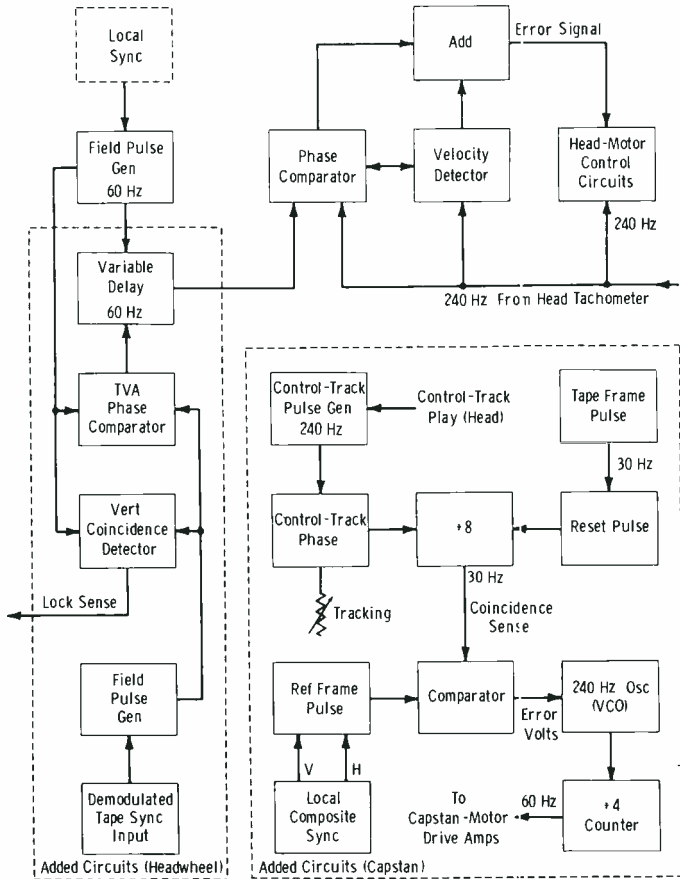 Local
Sync
Field Pulse
Gen
60 Hz
Variable
Delay
60 Hz
TVA
Phase
Comparator
Vert
Coincidence
Detector
Lock Sense
Field
Pulse
Gen
Demodulated
Tape Sync
Input
Added Circuits (Headwheel)
Add
Error Signal
Phase
Comparator
Velocity
Detector
Head-Motor
Control
Circuits
240 Hz
240 Hz From Head Tachometer
Control-Track
Pulse Gen
240 Hz
Control-Track
Play (Head)
Tape Frame
Pulse
30 Hz
Control-Track
Phase
÷8
Reset Pulse
Tracking
30 Hz
Coincidence
Sense
Ref Frame
Pulse
Comparator
Error
Volts
240 Hz Osc
(VCO)
V
H
Local
Composite
Sync
To
Capstan-Motor
Drive Amps
60 Hz
÷4
Counter
Added Circuits (Capstan)